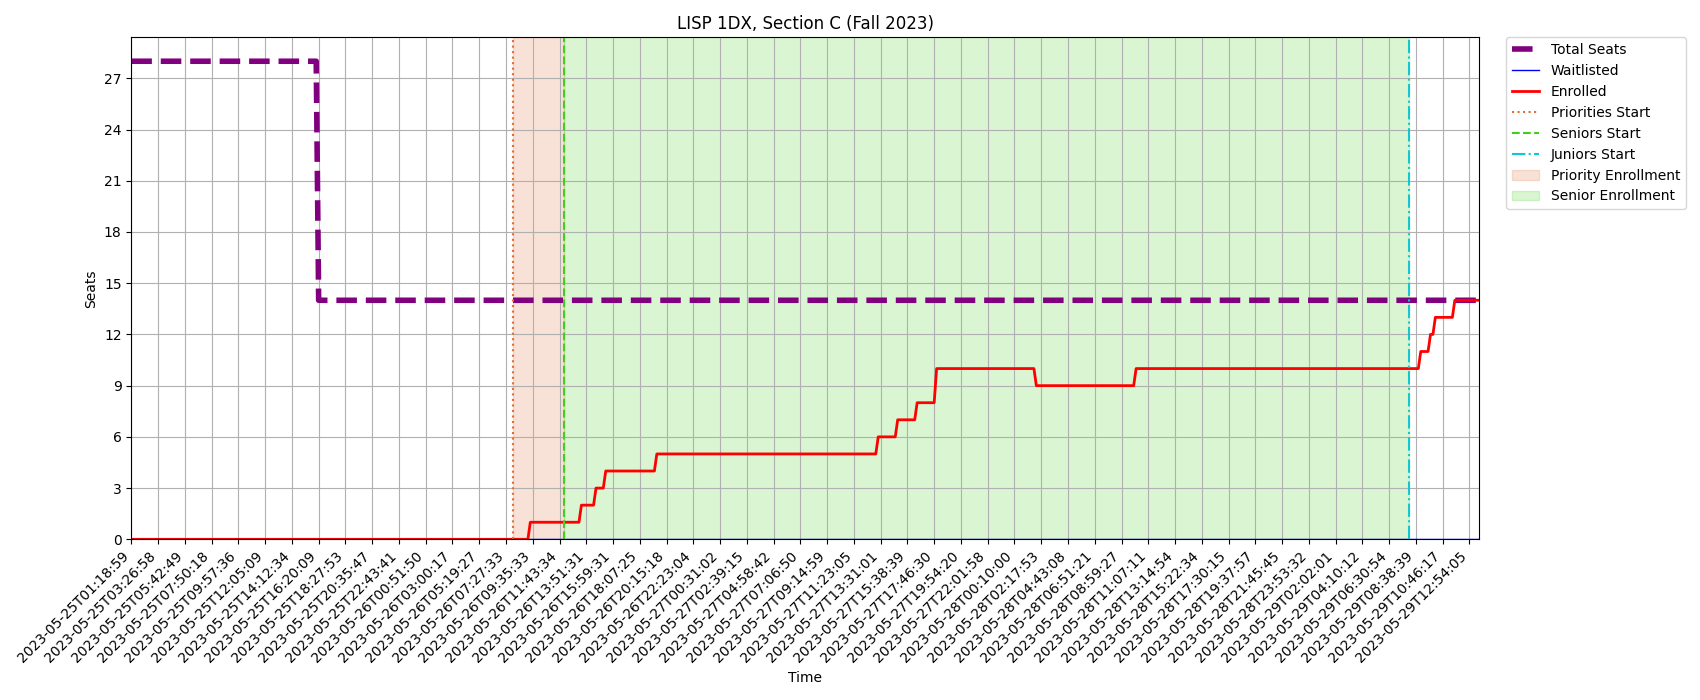 LISP 1DX, Section C (Fall 2023)
Seats
27
24
21
18
15
12
9
6
3
0
2023-05-25T01:18:59
2023-05-25T03:26:58
2023-05-25T05:42:49
2023-05-25T07:50:18
2023-05-25T09:57:36
2023-05-25T12:05:09
2023-05-25T14:12:34
2023-05-25T16:20:09
2023-05-25T18:27:53
2023-05-25T20:35:47
2023-05-25T22:43:41
2023-05-26T00:51:50
2023-05-26T03:00:17
2023-05-26T05:19:27
2023-05-26T07:27:33
2023-05-26T09:35:33
2023-05-26T11:43:34
2023-05-26T13:51:31
2023-05-26T15:59:31
2023-05-26T18:07:25
2023-05-26T20:15:18
2023-05-26T22:23:04
2023-05-27T00:31:02
2023-05-27T02:39:15
2023-05-27T04:58:42
2023-05-27T07:06:50
2023-05-27T09:14:59
2023-05-27T11:23:05
2023-05-27T13:31:01
2023-05-27T15:38:39
2023-05-27T17:46:30
2023-05-27T19:54:20
2023-05-27T22:01:58
2023-05-28T00:10:00
2023-05-28T02:17:53
2023-05-28T04:43:08
2023-05-28T06:51:21
2023-05-28T08:59:27
2023-05-28T11:07:11
2023-05-28T13:14:54
2023-05-28T15:22:34
2023-05-28T17:30:15
2023-05-28T19:37:57
2023-05-28T21:45:45
2023-05-28T23:53:32
2023-05-29T02:02:01
2023-05-29T04:10:12
2023-05-29T06:30:54
2023-05-29T08:38:39
2023-05-29T10:46:17
2023-05-29T12:54:05
Time
Total Seats
Waitlisted
Enrolled
Priorities Start
Seniors Start
Juniors Start
Priority Enrollment
Senior Enrollment